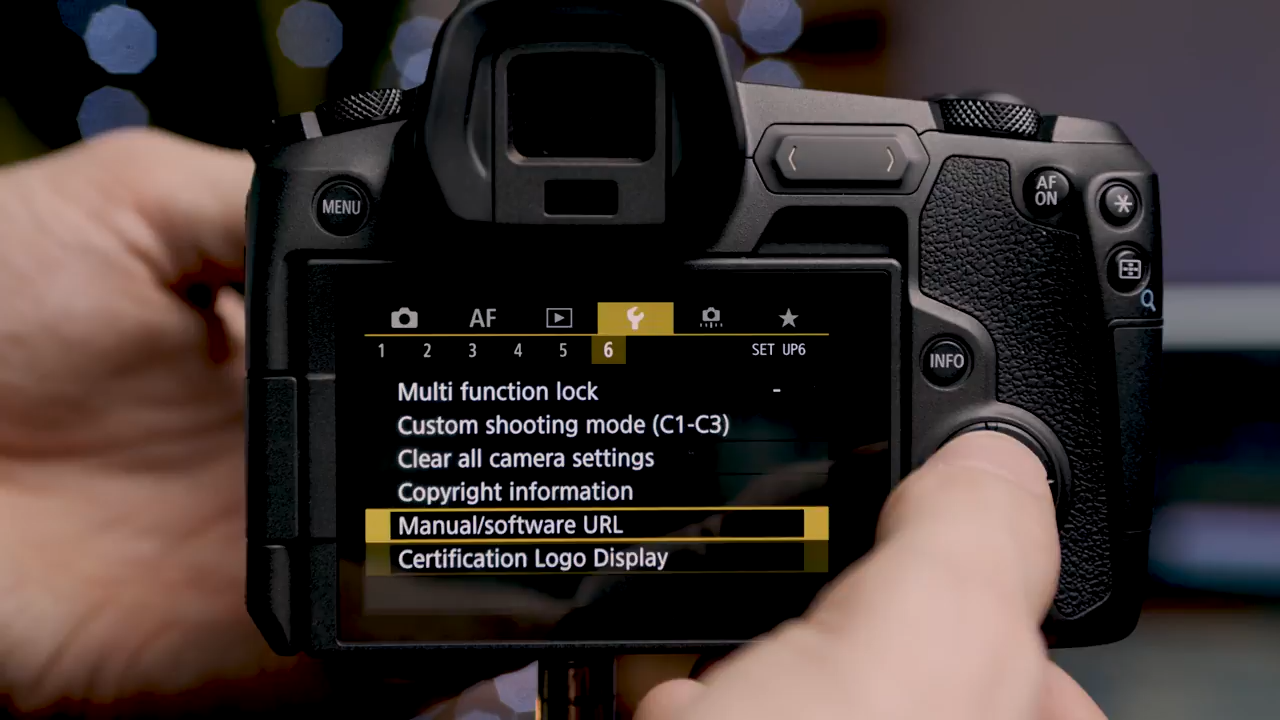 MENU
AF
ON
INFO
AF
1 2 3 4 5 6 SET UP6
Multi function lock -
Custom shooting mode (C1-C3)
Clear all camera settings
Copyright information
Manual/software URL
Certification Logo Display